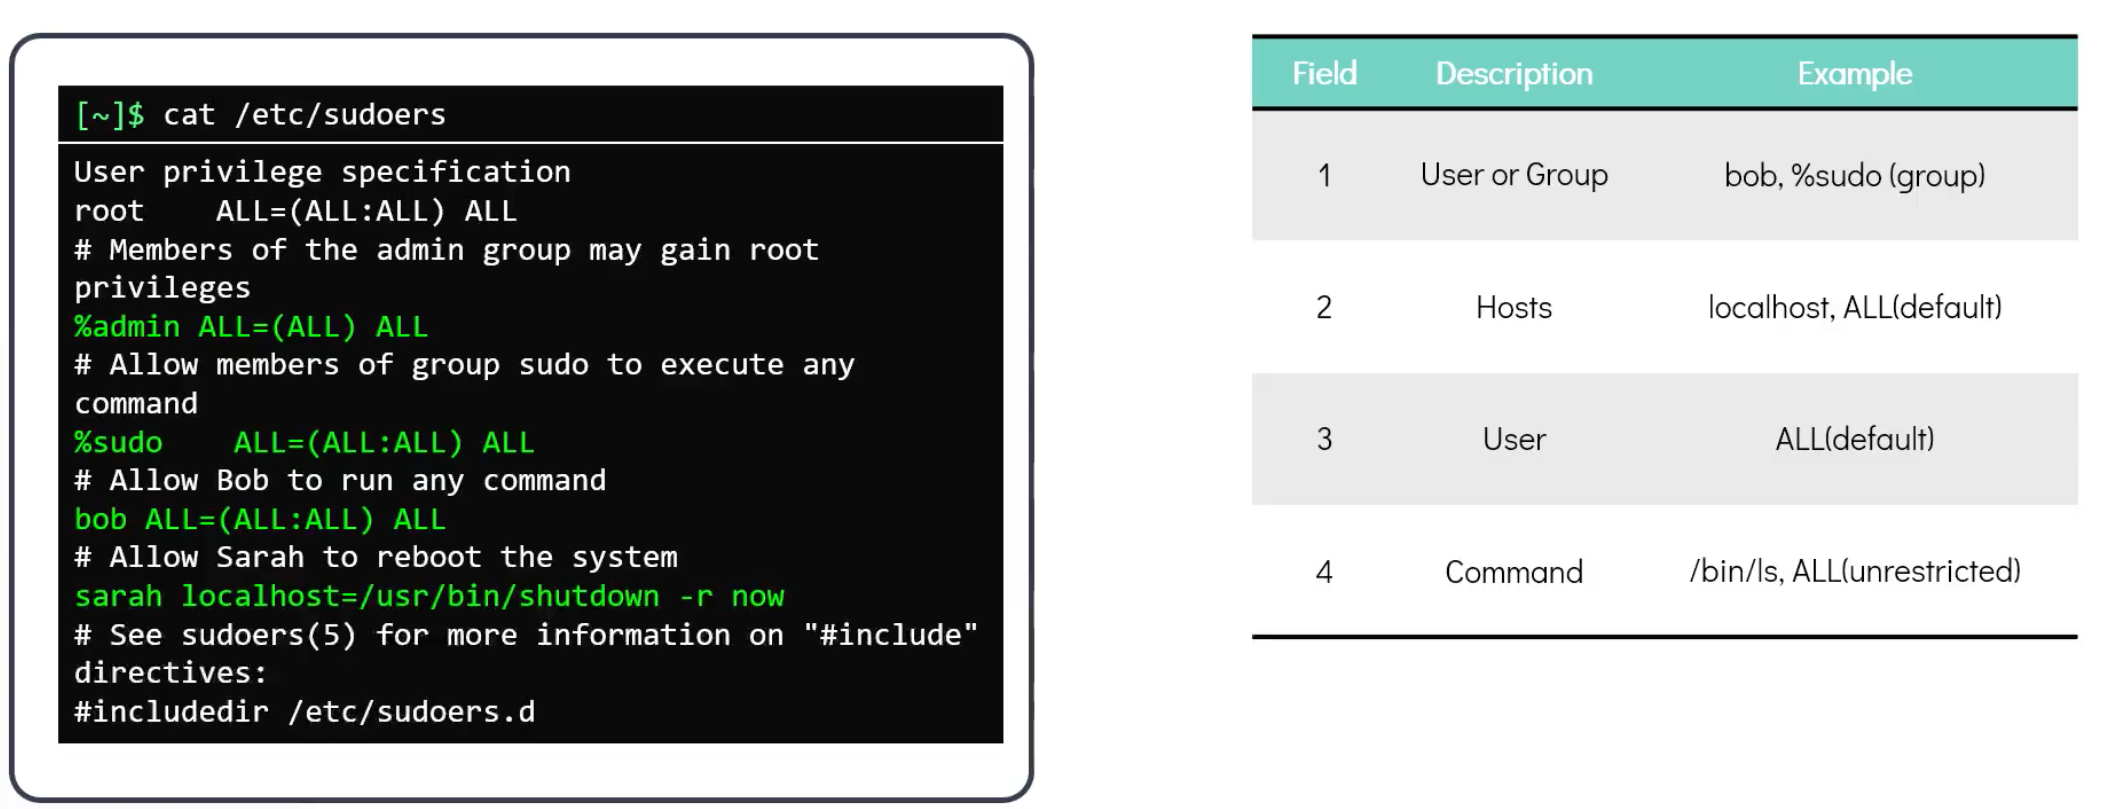 [~]$ cat /etc/sudoers
User privilege specification
root    ALL=(ALL:ALL) ALL
# Members of the admin group may gain root
privileges
%admin ALL=(ALL) ALL
# Allow members of group sudo to execute any
command
%sudo    ALL=(ALL:ALL) ALL
# Allow Bob to run any command
bob ALL=(ALL:ALL) ALL
# Allow Sarah to reboot the system
sarah localhost=/usr/bin/shutdown -r now
# See sudoers(5) for more information on "#include"
directives:
#includedir /etc/sudoers.d
Field Description Example
1 User or Group bob, %sudo (group)
2 Hosts localhost, ALL(default)
3 User ALL(default)
4 Command /bin/ls, ALL(unrestricted)